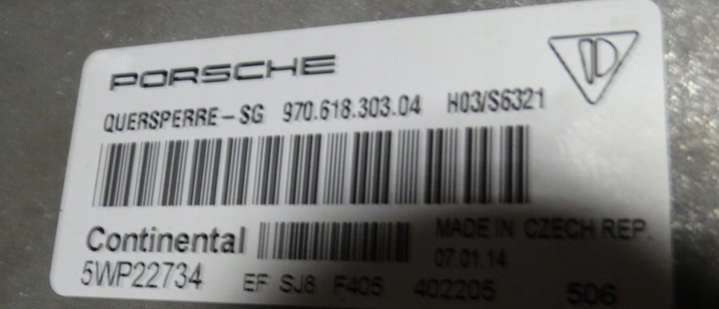 PORSCHE
QUERSPERRE-SG 970.618.303.04 H03/S6321
Continental MADE IN CZECH REP.
07.01.14
5WP22734 EF SJ8 F405 402205 506